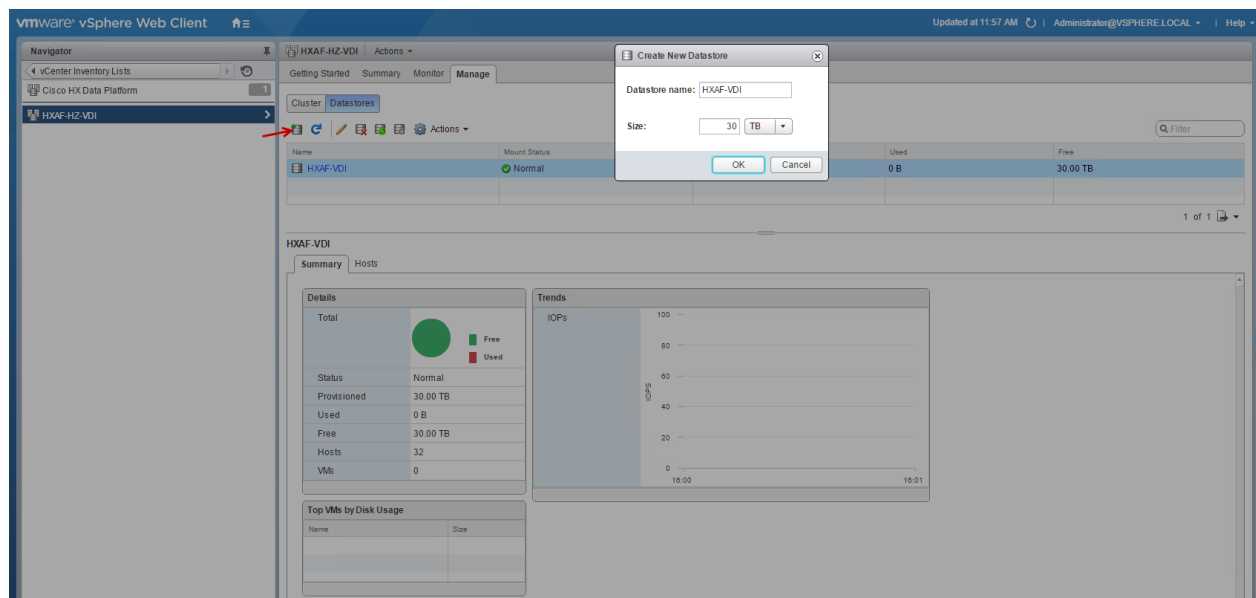 vmware® vSphere Web Client
Updated at 11:57 AM | Administrator@VSPHERE.LOCAL | Help
Navigator
HXAF-HZ-VDI Actions
Create New Datastore
vCenter Inventory Lists
Getting Started Summary Monitor Manage
Cisco HX Data Platform 1
Datastore name: HXAF-VDI
Cluster Datastores
HXAF-HZ-VDI
Actions
Size: 30 TB
Filter
Name Mount Status Used Free
OK Cancel
HXAF-VDI Normal 0 B 30.00 TB
1 of 1
HXAF-VDI
Summary Hosts
Details
Total
Free
Used
Status Normal
Provisioned 30.00 TB
Used 0 B
Free 30.00 TB
Hosts 32
VMs 0
Trends
IOPs
IOPS
100
80
60
40
20
0
16:00 16:01
Top VMs by Disk Usage
Name Size